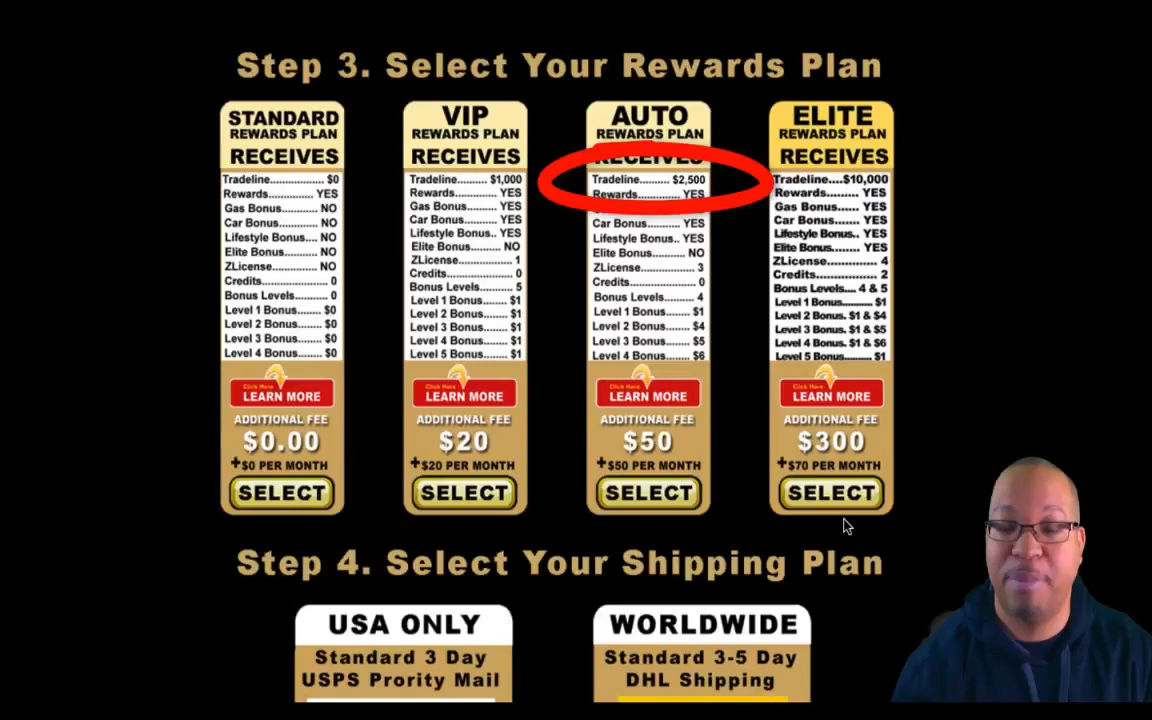 Step 3. Select Your Rewards Plan
STANDARD
REWARDS PLAN
RECEIVES
Tradeline................. $0
Rewards............... YES
Gas Bonus............. NO
Car Bonus.............. NO
Lifestyle Bonus.... NO
Elite Bonus............ NO
ZLicense................ NO
Credits.................... 0
Bonus Levels......... 0
Level 1 Bonus....... $0
Level 2 Bonus....... $0
Level 3 Bonus....... $0
Level 4 Bonus....... $0
Click Here
LEARN MORE
ADDITIONAL FEE
$0.00
+$0 PER MONTH
SELECT
VIP
REWARDS PLAN
RECEIVES
Tradeline.......... $1,000
Rewards............. YES
Gas Bonus.......... YES
Car Bonus........... YES
Lifestyle Bonus.. YES
Elite Bonus.......... NO
ZLicense................ 1
Credits................... 0
Bonus Levels........ 5
Level 1 Bonus...... $1
Level 2 Bonus...... $1
Level 3 Bonus...... $1
Level 4 Bonus...... $1
Level 5 Bonus...... $1
Click Here
LEARN MORE
ADDITIONAL FEE
$20
+$20 PER MONTH
SELECT
AUTO
REWARDS PLAN
RECEIVES
Tradeline......... $2,500
Rewards............. YES
Car Bonus........... YES
Lifestyle Bonus.. YES
Elite Bonus.......... NO
ZLicense................ 3
Credits................... 0
Bonus Levels........ 4
Level 1 Bonus...... $1
Level 2 Bonus...... $4
Level 3 Bonus...... $5
Level 4 Bonus...... $6
Click Here
LEARN MORE
ADDITIONAL FEE
$50
+$50 PER MONTH
SELECT
ELITE
REWARDS PLAN
RECEIVES
Tradeline....$10,000
Rewards............ YES
Gas Bonus......... YES
Car Bonus.......... YES
Lifestyle Bonus.. YES
Elite Bonus........ YES
ZLicense.............. 4
Credits................. 2
Bonus Levels.... 4 & 5
Level 1 Bonus......... $1
Level 2 Bonus. $1 & $4
Level 3 Bonus. $1 & $5
Level 4 Bonus. $1 & $6
Level 5 Bonus........ $1
Click Here
LEARN MORE
ADDITIONAL FEE
$300
+$70 PER MONTH
SELECT
Step 4. Select Your Shipping Plan
USA ONLY
Standard 3 Day
USPS Prority Mail
WORLDWIDE
Standard 3-5 Day
DHL Shipping